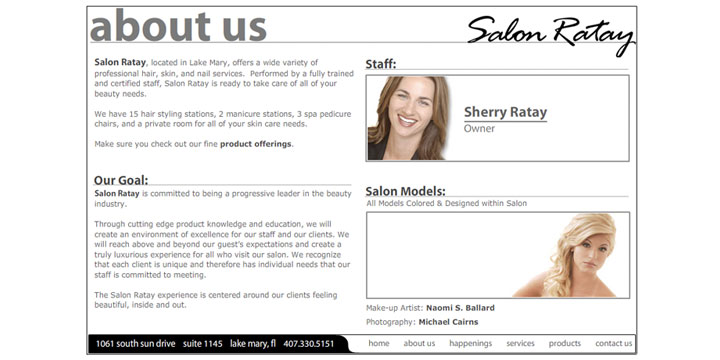 about us
Salon Ratay
Salon Ratay, located in Lake Mary, offers a wide variety of
professional hair, skin, and nail services.  Performed by a fully trained
and certified staff, Salon Ratay is ready to take care of all of your
beauty needs.
We have 15 hair styling stations, 2 manicure stations, 3 spa pedicure
chairs, and a private room for all of your skin care needs.
Make sure you check out our fine product offerings.
Our Goal:
Salon Ratay is committed to being a progressive leader in the beauty
industry.
Through cutting edge product knowledge and education, we will
create an environment of excellence for our staff and our clients. We
will reach above and beyond our guest's expectations and create a
truly luxurious experience for all who visit our salon. We recognize
that each client is unique and therefore has individual needs that our
staff is committed to meeting.
The Salon Ratay experience is centered around our clients feeling
beautiful, inside and out.
Staff:
Sherry Ratay
Owner
Salon Models:
All Models Colored & Designed within Salon
Make-up Artist: Naomi S. Ballard
Photography: Michael Cairns
1061 south sun drive suite 1145 lake mary, fl 407.330.5151
home about us happenings services products contact us